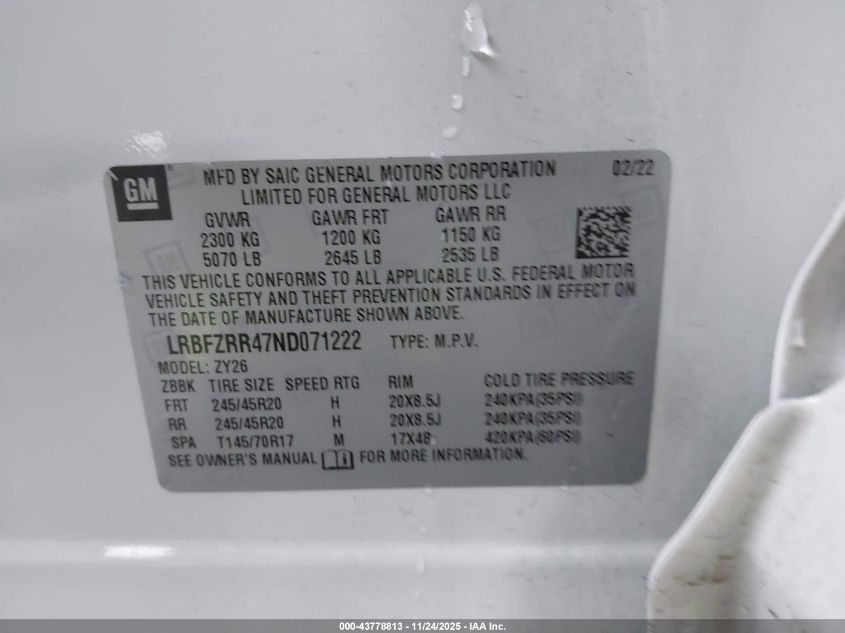 GM
MFD BY SAIC GENERAL MOTORS CORPORATION 02/22
LIMITED FOR GENERAL MOTORS LLC
GVWR GAWR FRT GAWR RR
2300 KG 1200 KG 1150 KG
5070 LB 2645 LB 2535 LB
THIS VEHICLE CONFORMS TO ALL APPLICABLE U.S. FEDERAL MOTOR
VEHICLE SAFETY AND THEFT PREVENTION STANDARDS IN EFFECT ON
THE DATE OF MANUFACTURE SHOWN ABOVE.
LRBFZRR47ND071222 TYPE: M.P.V.
MODEL: ZY26
ZBBK TIRE SIZE SPEED RTG RIM COLD TIRE PRESSURE
FRT 245/45R20 H 20X8.5J 240KPA(35PSI)
RR 245/45R20 H 20X8.5J 240KPA(35PSI)
SPA T145/70R17 M 420KPA(60PSI)
SEE OWNER'S MANUAL FOR MORE INFORMATION.
000-43778813 - 11/24/2025 - IAA Inc.